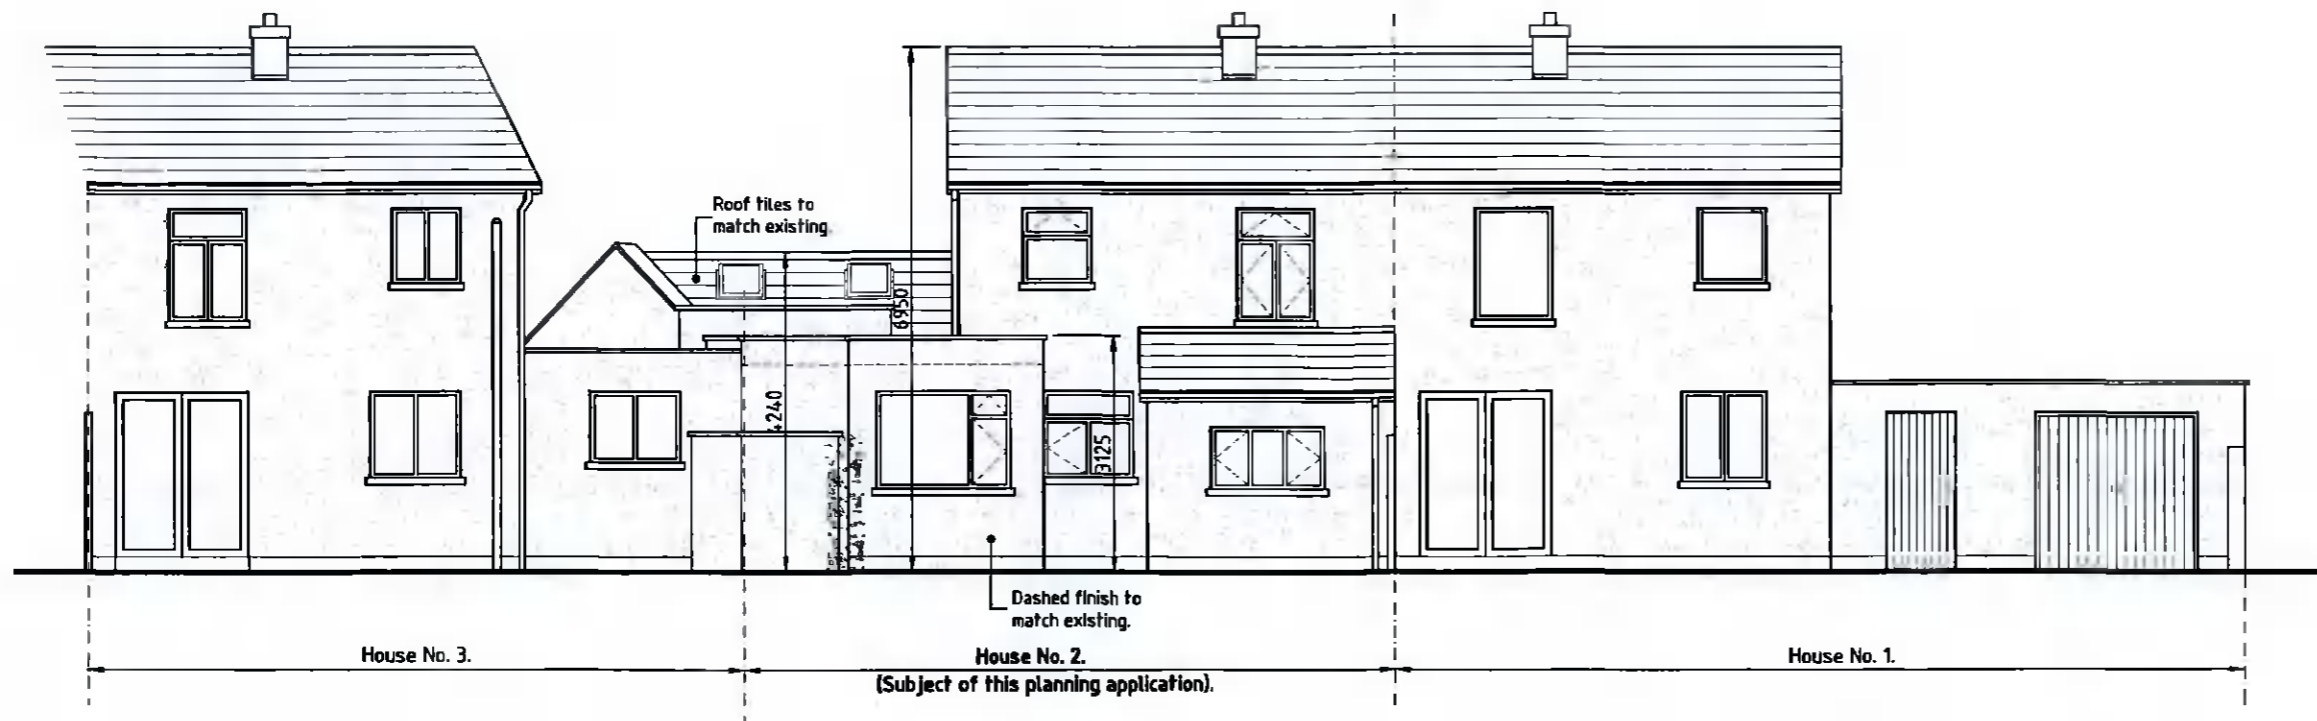 Roof tiles to
match existing.
6950
4240
3125
Dashed finish to
match existing.
House No. 3.
House No. 2.
(Subject of this planning application).
House No. 1.